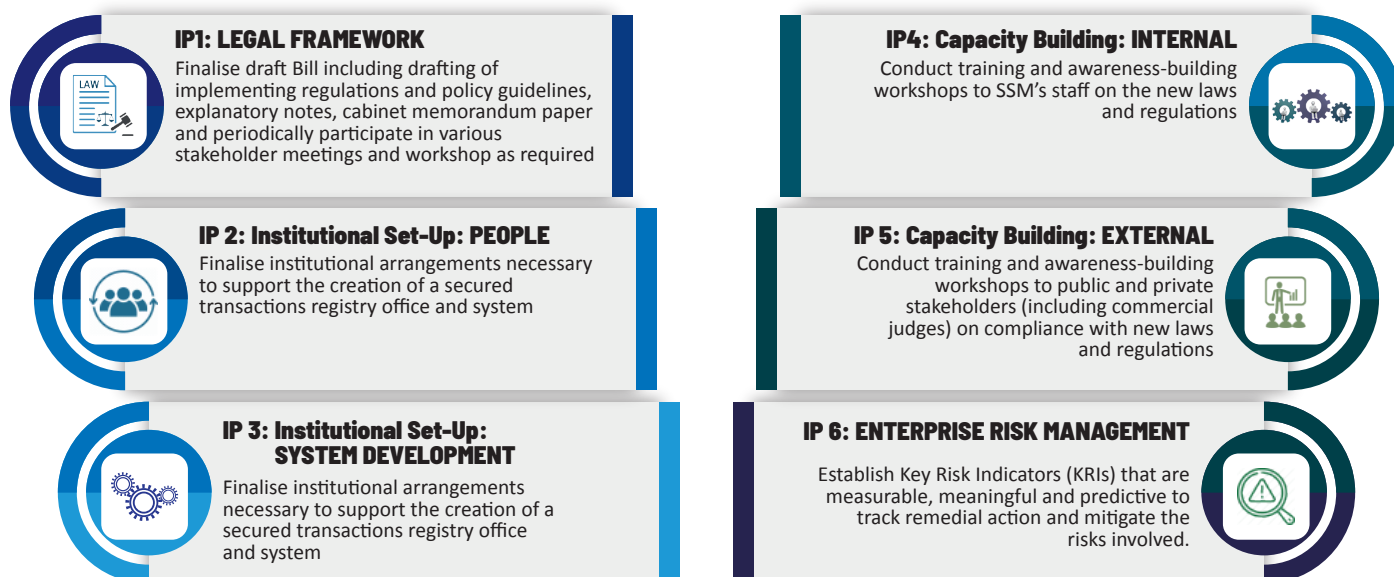 IP1: LEGAL FRAMEWORK
Finalise draft Bill including drafting of
implementing regulations and policy guidelines,
explanatory notes, cabinet memorandum paper
and periodically participate in various
stakeholder meetings and workshop as required
LAW
IP 2: Institutional Set-Up: PEOPLE
Finalise institutional arrangements necessary
to support the creation of a secured
transactions registry office and system
IP 3: Institutional Set-Up:
SYSTEM DEVELOPMENT
Finalise institutional arrangements
necessary to support the creation of a
secured transactions registry office
and system
IP4: Capacity Building: INTERNAL
Conduct training and awareness-building
workshops to SSM's staff on the new laws
and regulations
IP 5: Capacity Building: EXTERNAL
Conduct training and awareness-building
workshops to public and private
stakeholders (including commercial
judges) on compliance with new laws
and regulations
IP 6: ENTERPRISE RISK MANAGEMENT
Establish Key Risk Indicators (KRIs) that are
measurable, meaningful and predictive to
track remedial action and mitigate the
risks involved.